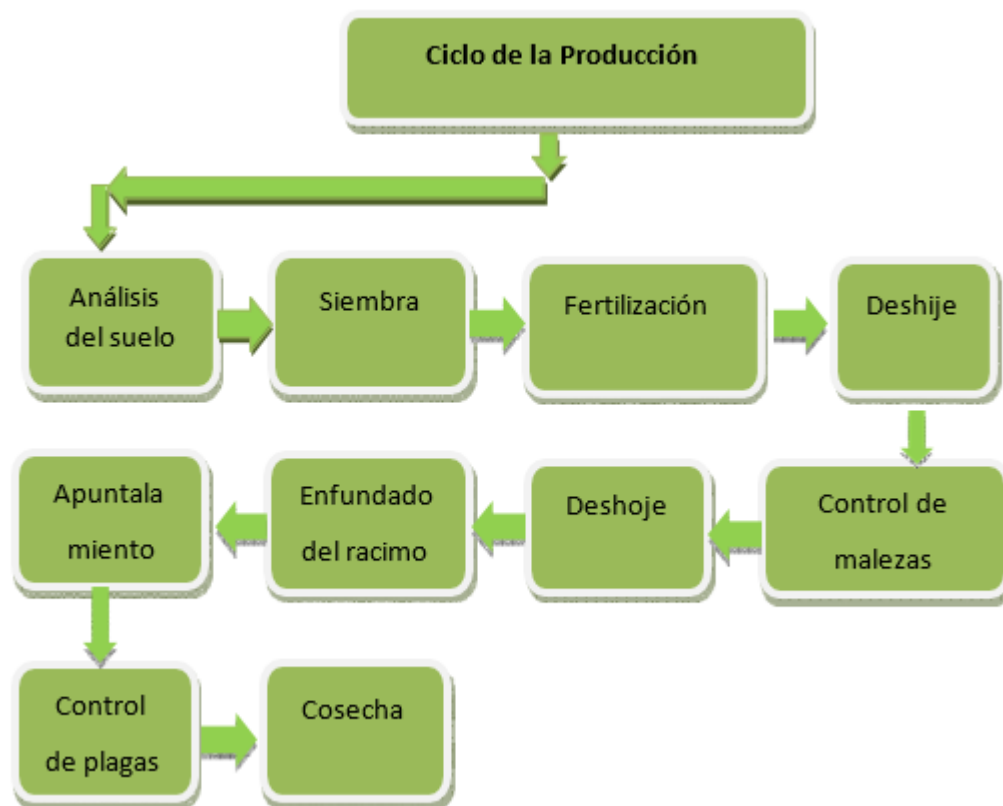 Ciclo de la Producción
Análisis
del suelo
Siembra
Fertilización
Deshije
Control de
malezas
Deshoje
Enfundado
del racimo
Apuntala
miento
Control
de plagas
Cosecha